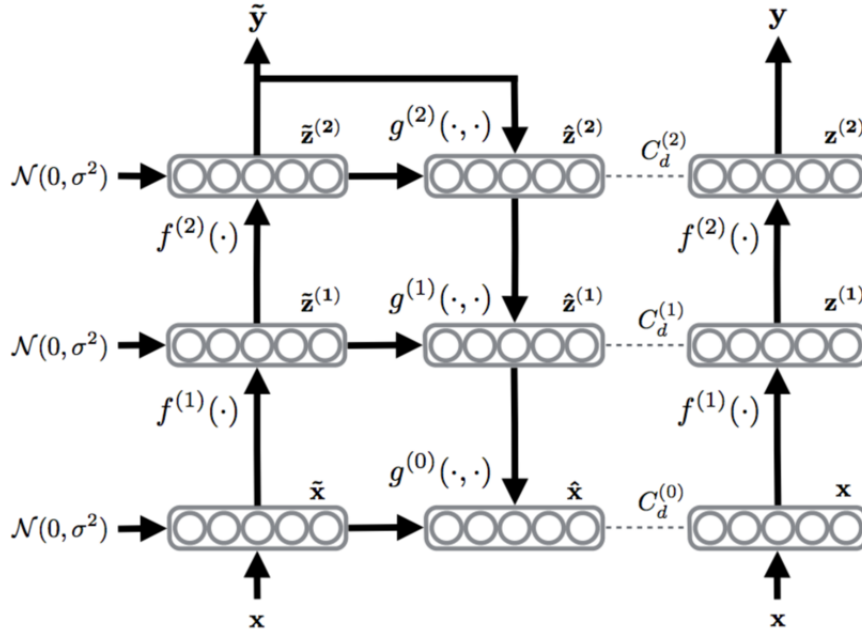 ỹ y
z̃⁽²⁾ g⁽²⁾(·,·) ẑ⁽²⁾ C_d⁽²⁾ z⁽²⁾
N(0, σ²)
f⁽²⁾(·) f⁽²⁾(·)
z̃⁽¹⁾ g⁽¹⁾(·,·) ẑ⁽¹⁾ C_d⁽¹⁾ z⁽¹⁾
N(0, σ²)
f⁽¹⁾(·) f⁽¹⁾(·)
x̃ g⁽⁰⁾(·,·) x̂ C_d⁽⁰⁾ x
N(0, σ²)
x x